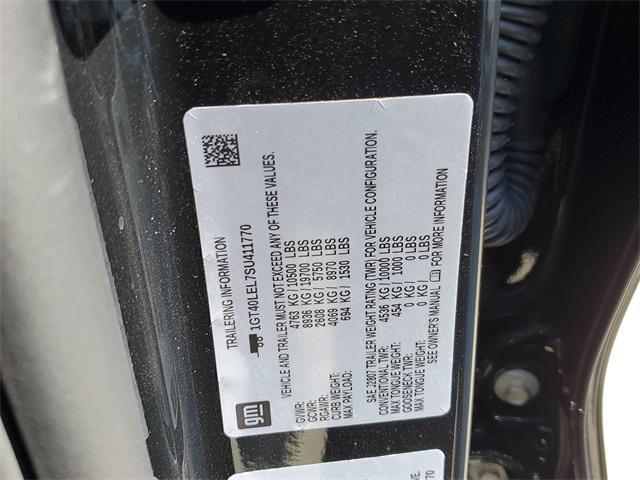 gm
TRAILERING INFORMATION
1GT40LEL7SU411770
VEHICLE AND TRAILER MUST NOT EXCEED ANY OF THESE VALUES.
GVWR: 4763 KG / 10500 LBS
GCWR: 8936 KG / 19700 LBS
RGAWR: 2608 KG / 5750 LBS
CURB WEIGHT: 4069 KG / 8970 LBS
MAX PAYLOAD: 694 KG / 1530 LBS
SAE J2807 TRAILER WEIGHT RATING TWR FOR VEHICLE CONFIGURATION.
CONVENTIONAL TWR: 4536 KG / 10000 LBS
MAX TONGUE WEIGHT: 454 KG / 1000 LBS
GOOSENECK TWR: 0 KG / 0 LBS
MAX TONGUE WEIGHT: 0 KG / 0 LBS
SEE OWNER'S MANUAL FOR MORE INFORMATION